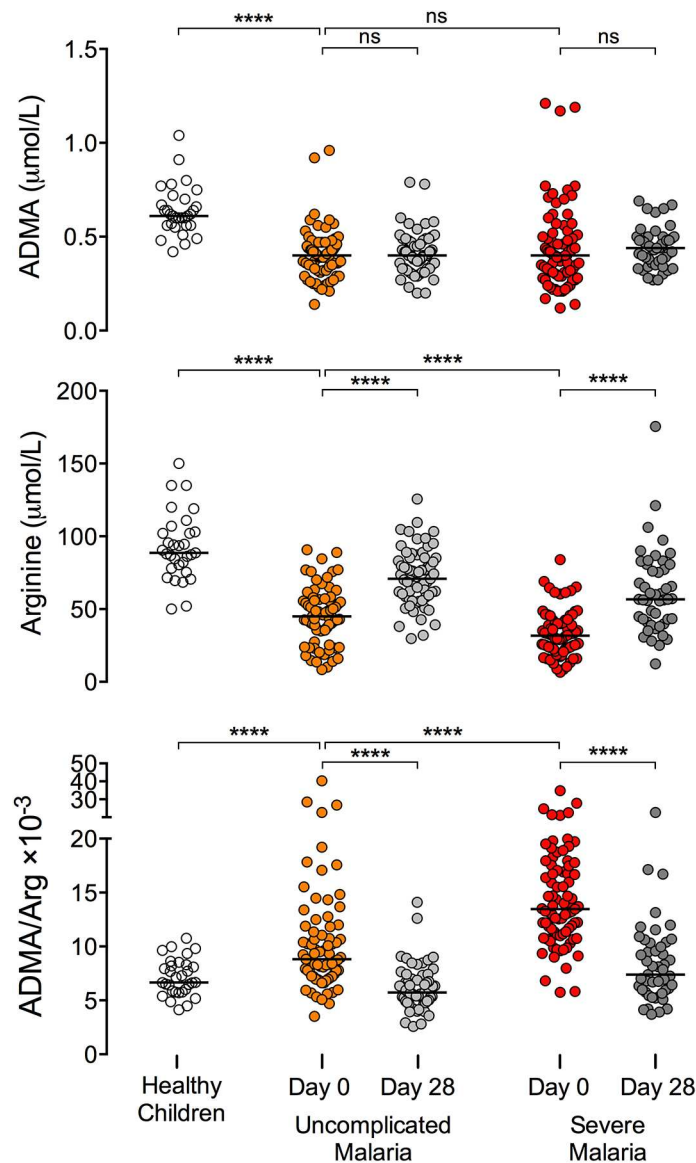 **** ns
ns ns
1.5
1.0
0.5
0.0
ADMA (μmol/L)
**** ****
**** ****
200
150
100
50
0
Arginine (μmol/L)
**** ****
**** ****
50
40
30
20
15
10
5
0
ADMA/Arg ×10⁻³
Healthy Children
Day 0 Day 28
Uncomplicated Malaria
Day 0 Day 28
Severe Malaria